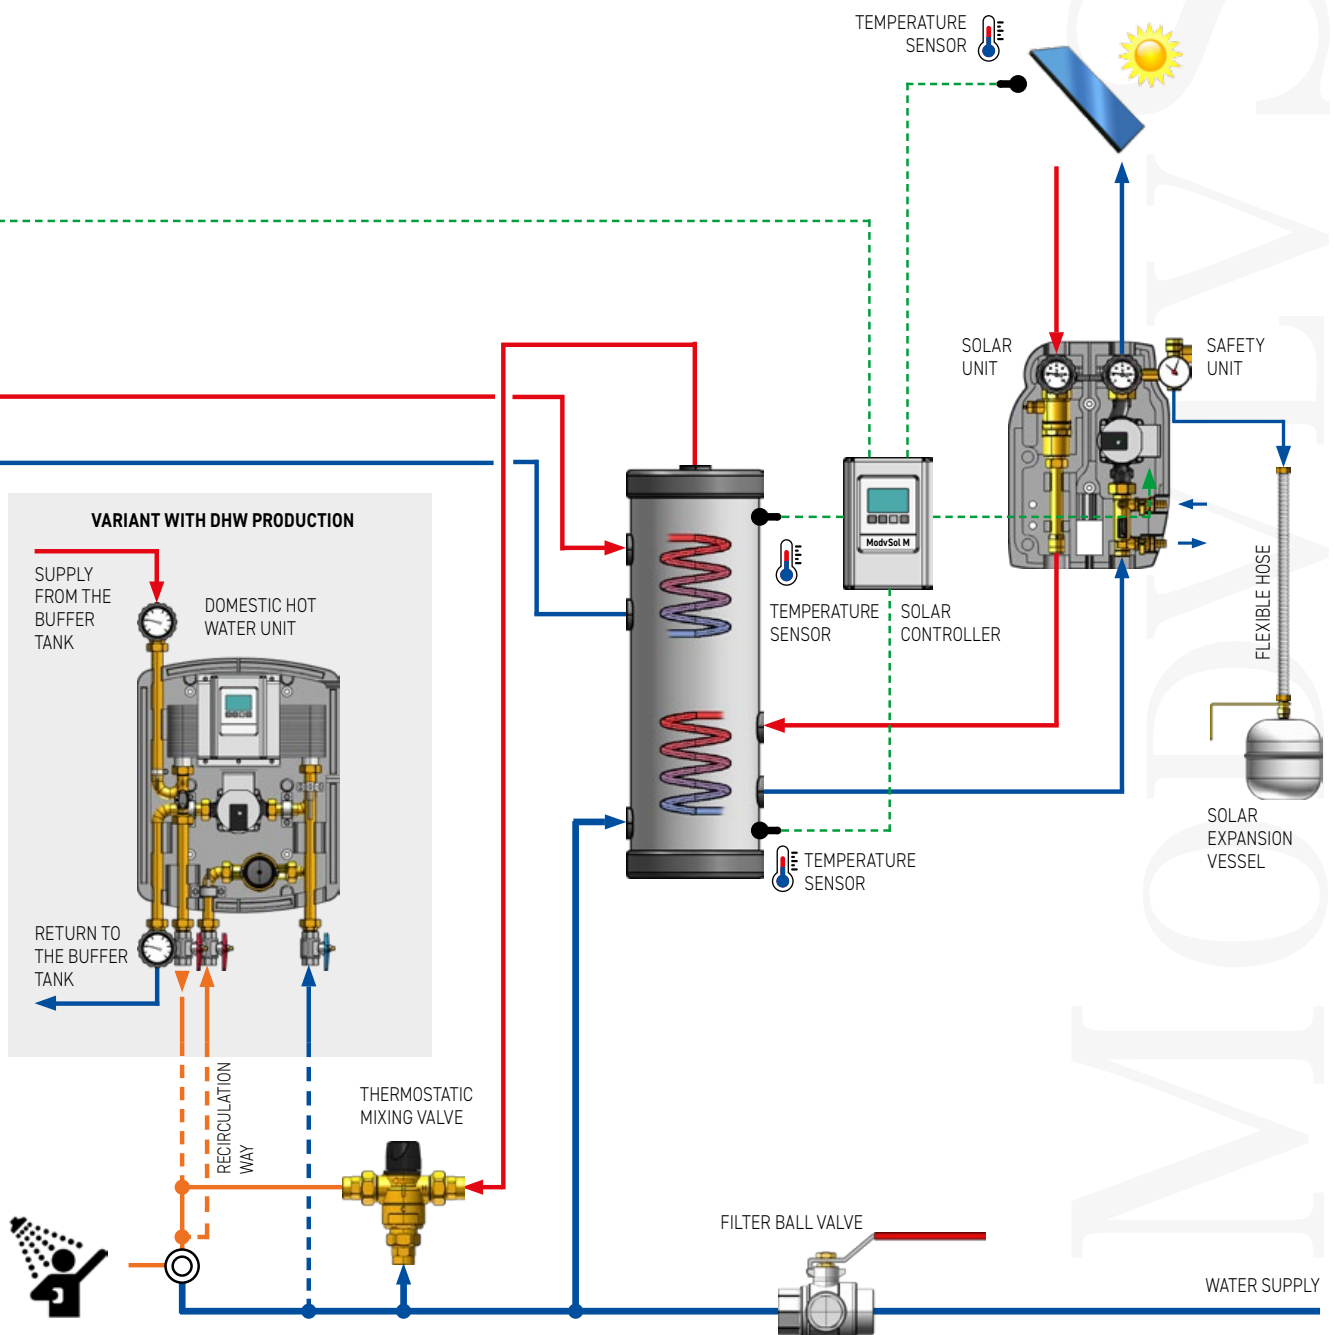 TEMPERATURE
SENSOR
SOLAR
UNIT
SAFETY
UNIT
VARIANT WITH DHW PRODUCTION
SUPPLY
FROM THE
BUFFER
TANK
DOMESTIC HOT
WATER UNIT
ModvSol M
TEMPERATURE
SENSOR
SOLAR
CONTROLLER
FLEXIBLE HOSE
SOLAR
EXPANSION
VESSEL
TEMPERATURE
SENSOR
RETURN TO
THE BUFFER
TANK
RECIRCULATION
WAY
THERMOSTATIC
MIXING VALVE
FILTER BALL VALVE
WATER SUPPLY
MODVLVS